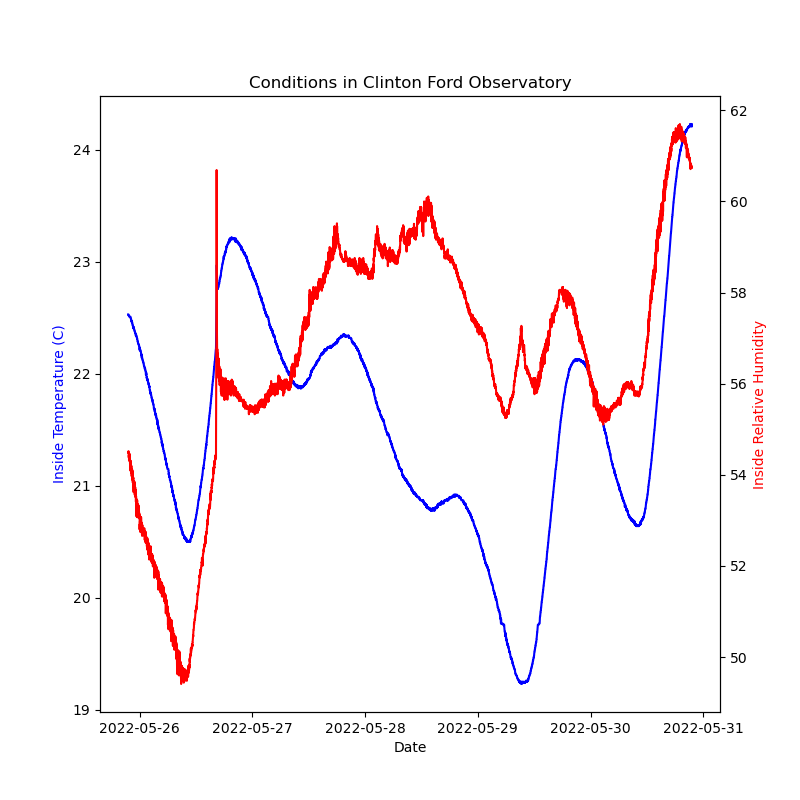 Conditions in Clinton Ford Observatory
24
23
22
21
20
19
Inside Temperature (C)
62
60
58
56
54
52
50
Inside Relative Humidity
2022-05-26 2022-05-27 2022-05-28 2022-05-29 2022-05-30 2022-05-31
Date